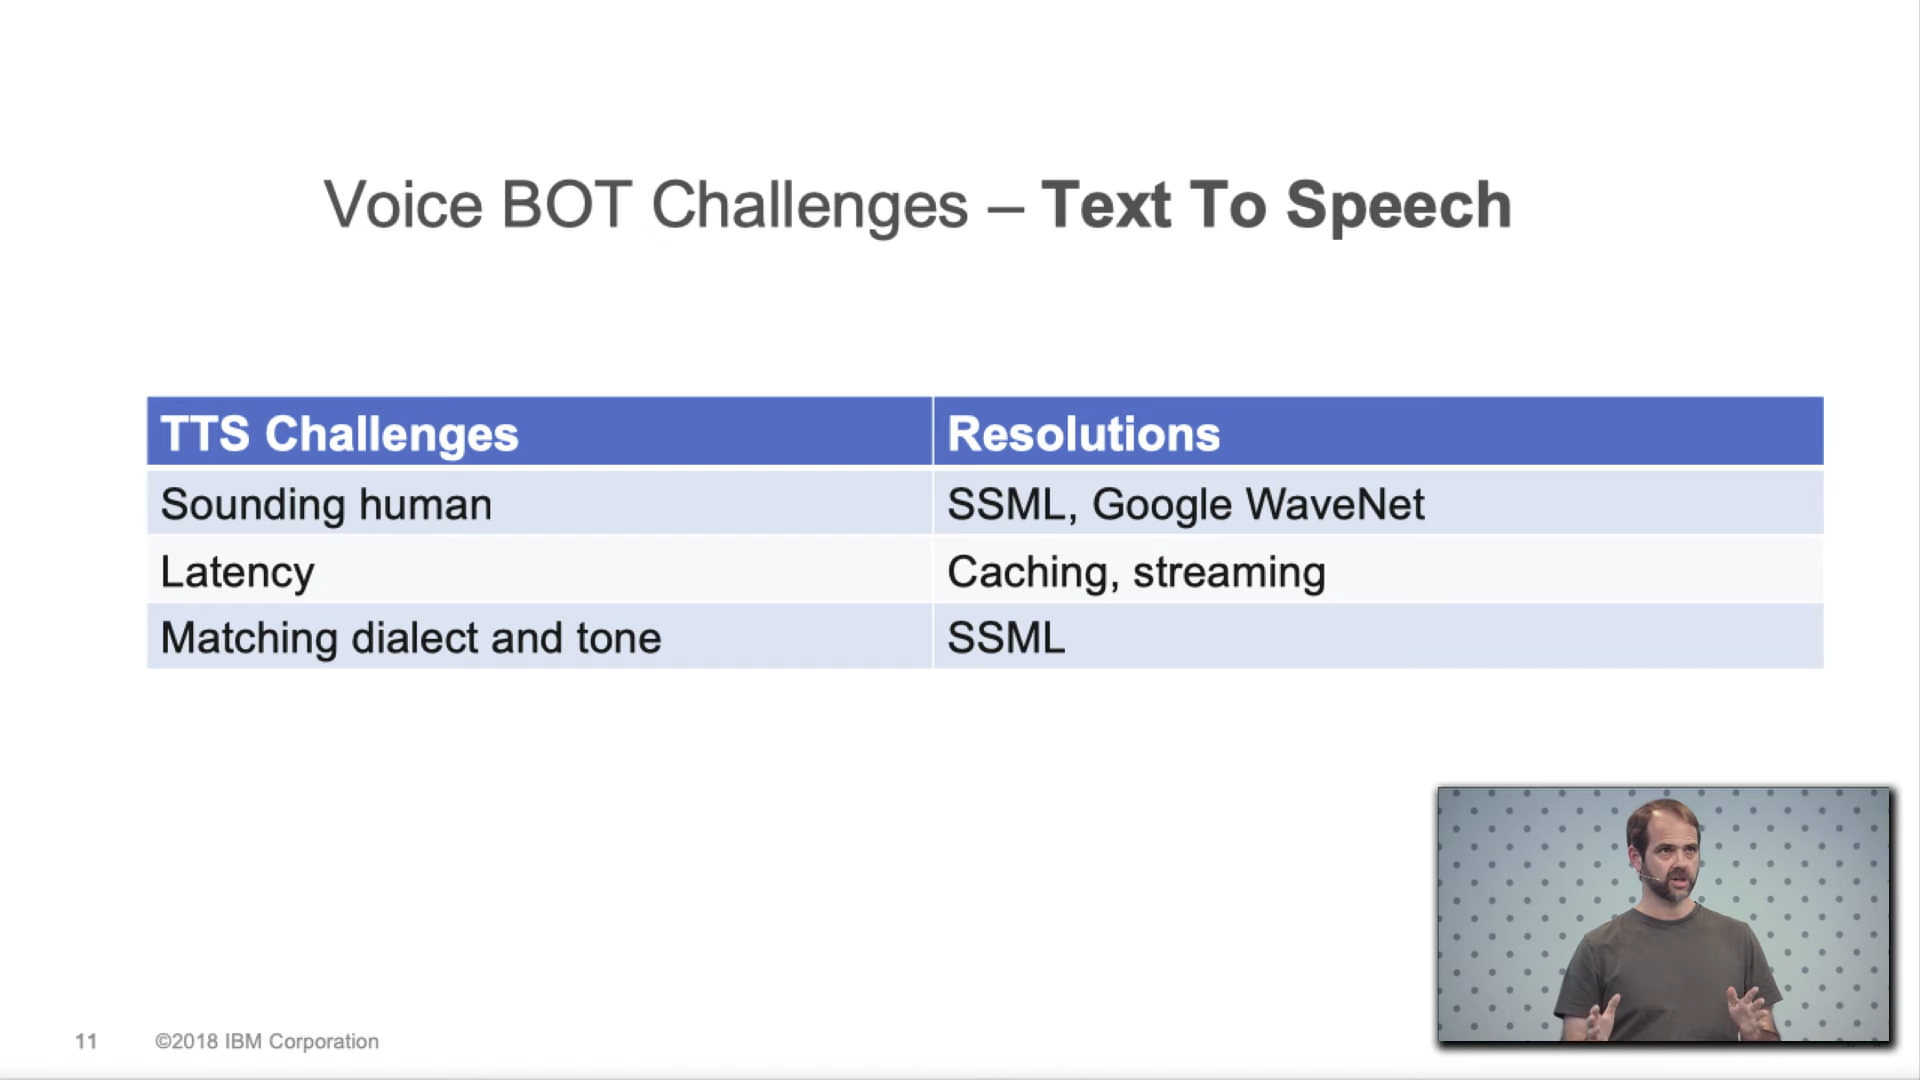 Voice BOT Challenges – Text To Speech
TTS Challenges
Resolutions
Sounding human
SSML, Google WaveNet
Latency
Caching, streaming
Matching dialect and tone
SSML
11
©2018 IBM Corporation